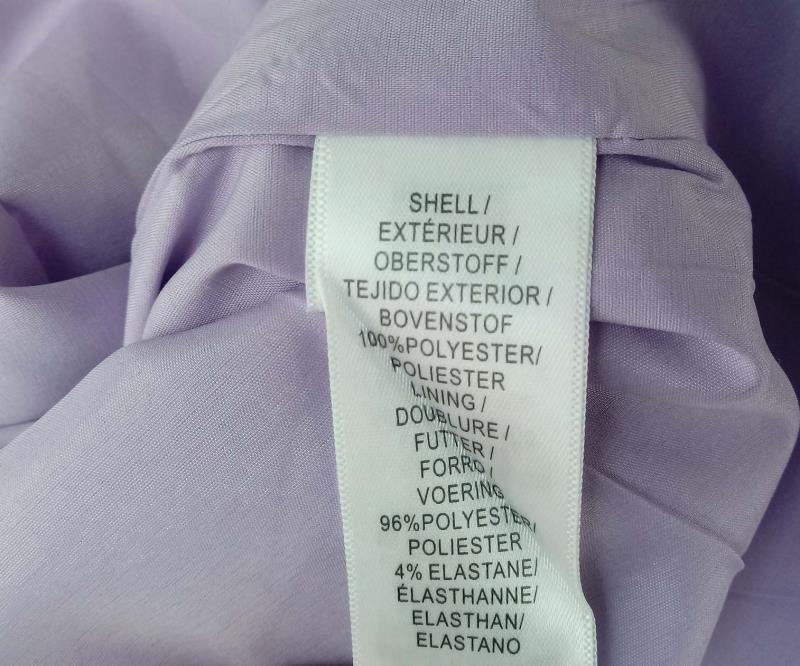 SHELL /
EXTÉRIEUR /
OBERSTOFF /
TEJIDO EXTERIOR /
BOVENSTOF
100%POLYESTER/
POLIESTER
LINING /
DOUBLURE /
FUTTER /
FORRO /
VOERING
96%POLYESTER/
POLIESTER
4% ELASTANE/
ÉLASTHANNE/
ELASTHAN/
ELASTANO